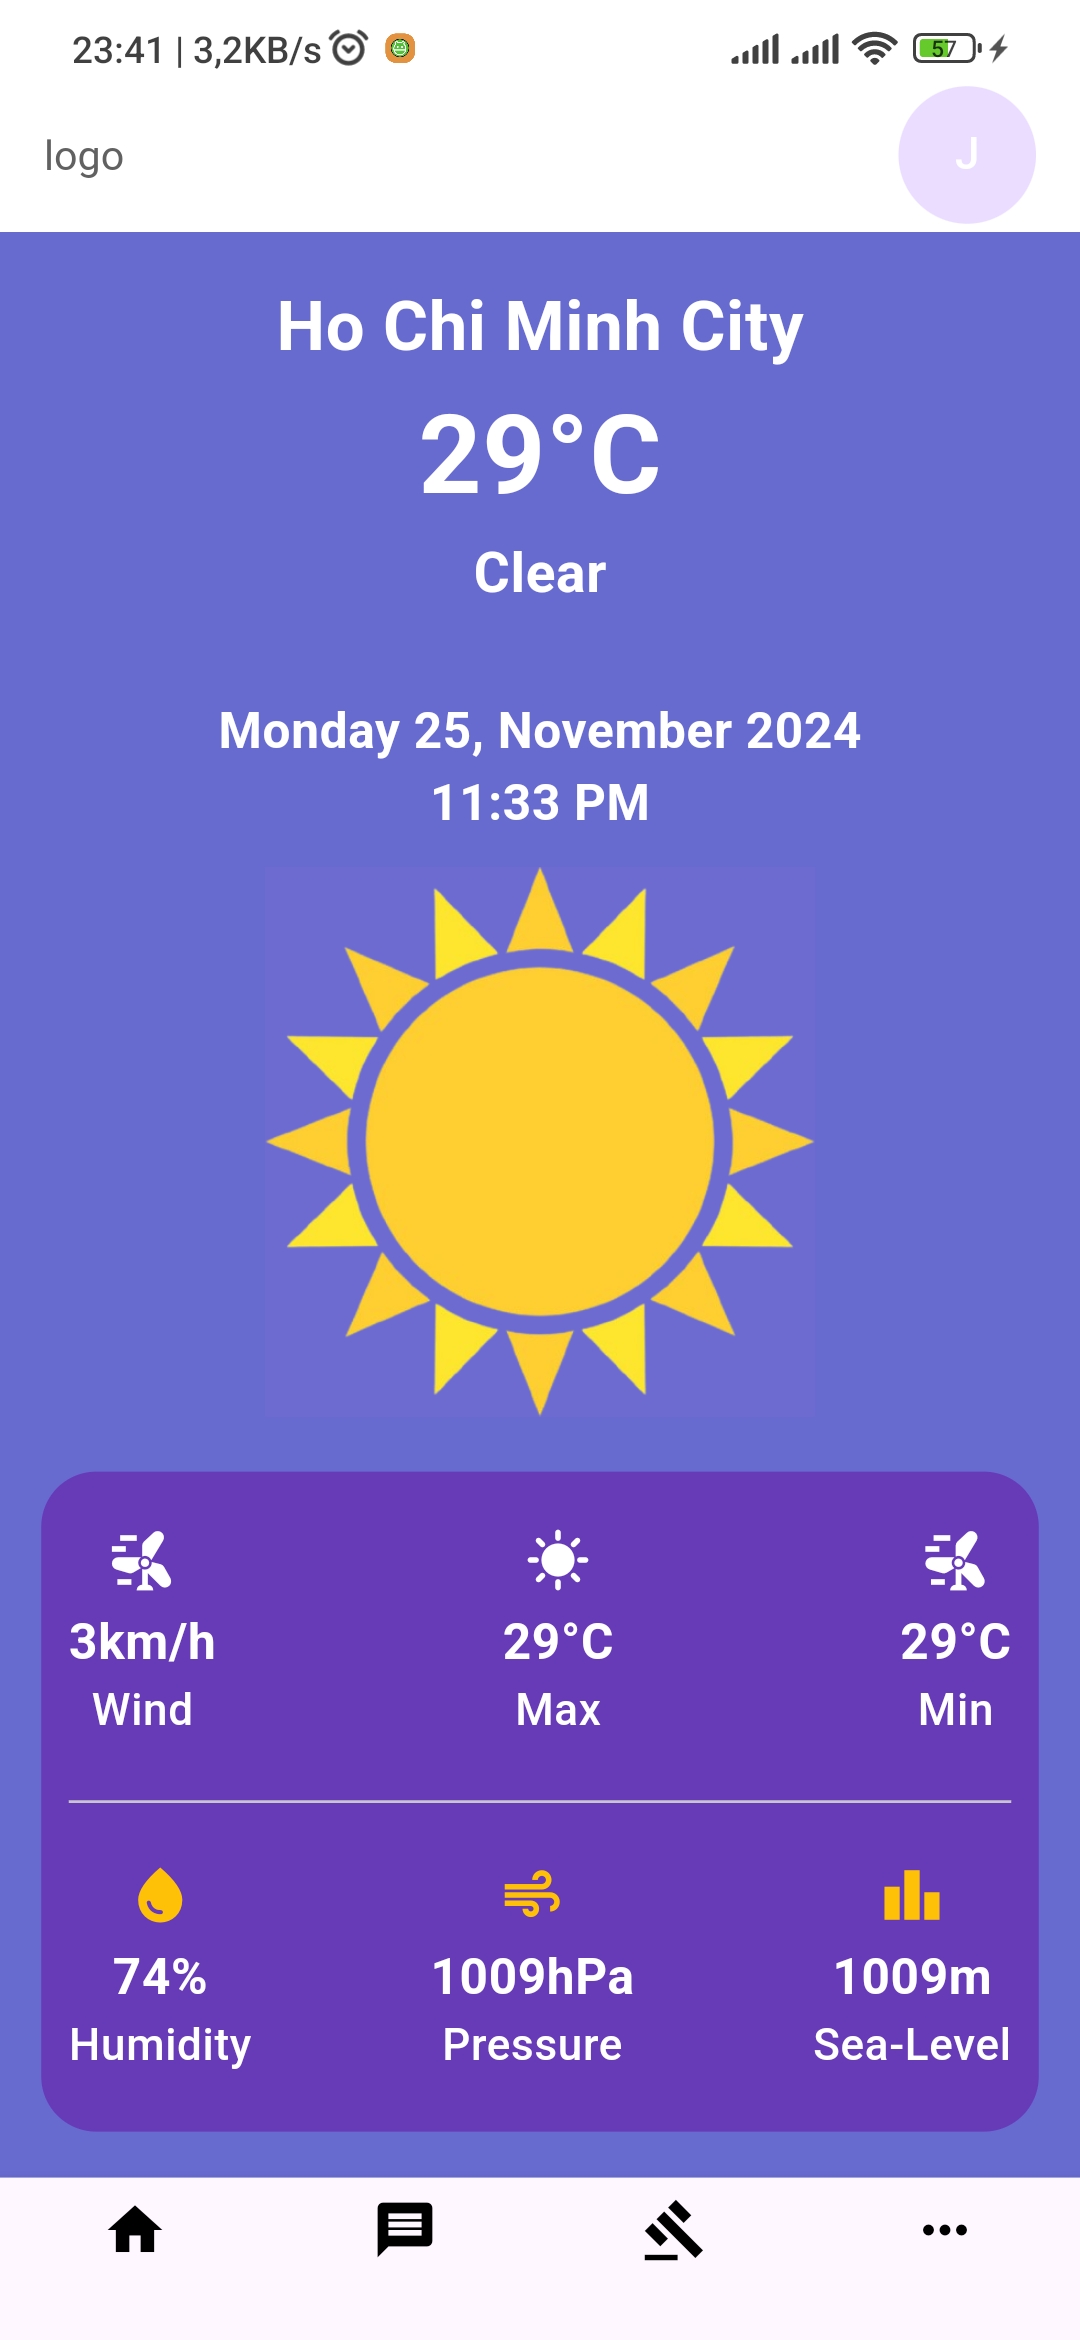 23:41 | 3,2KB/s
57
logo
J
Ho Chi Minh City
29°C
Clear
Monday 25, November 2024
11:33 PM
3km/h 29°C 29°C
Wind Max Min
74% 1009hPa 1009m
Humidity Pressure Sea-Level